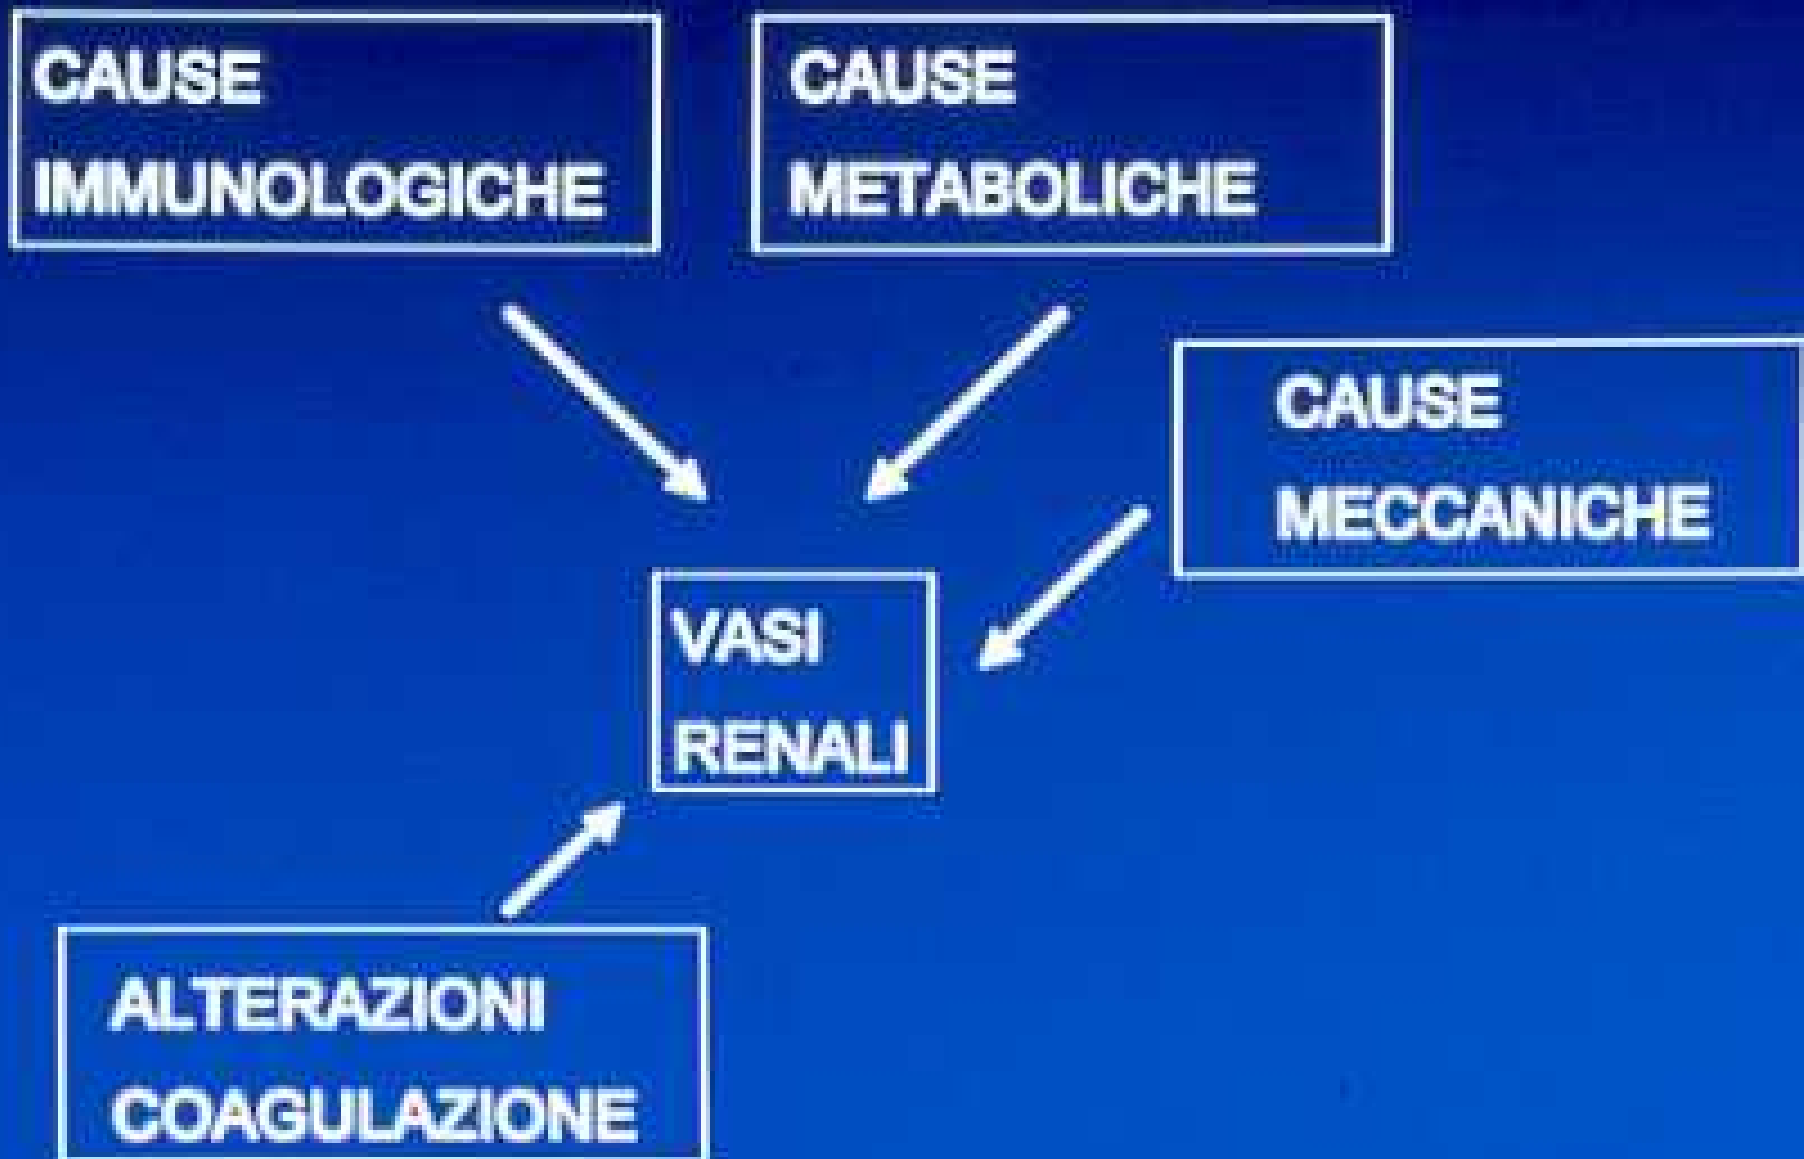 CAUSE
IMMUNOLOGICHE
CAUSE
METABOLICHE
CAUSE
MECCANICHE
VASI
RENALI
ALTERAZIONI
COAGULAZIONE